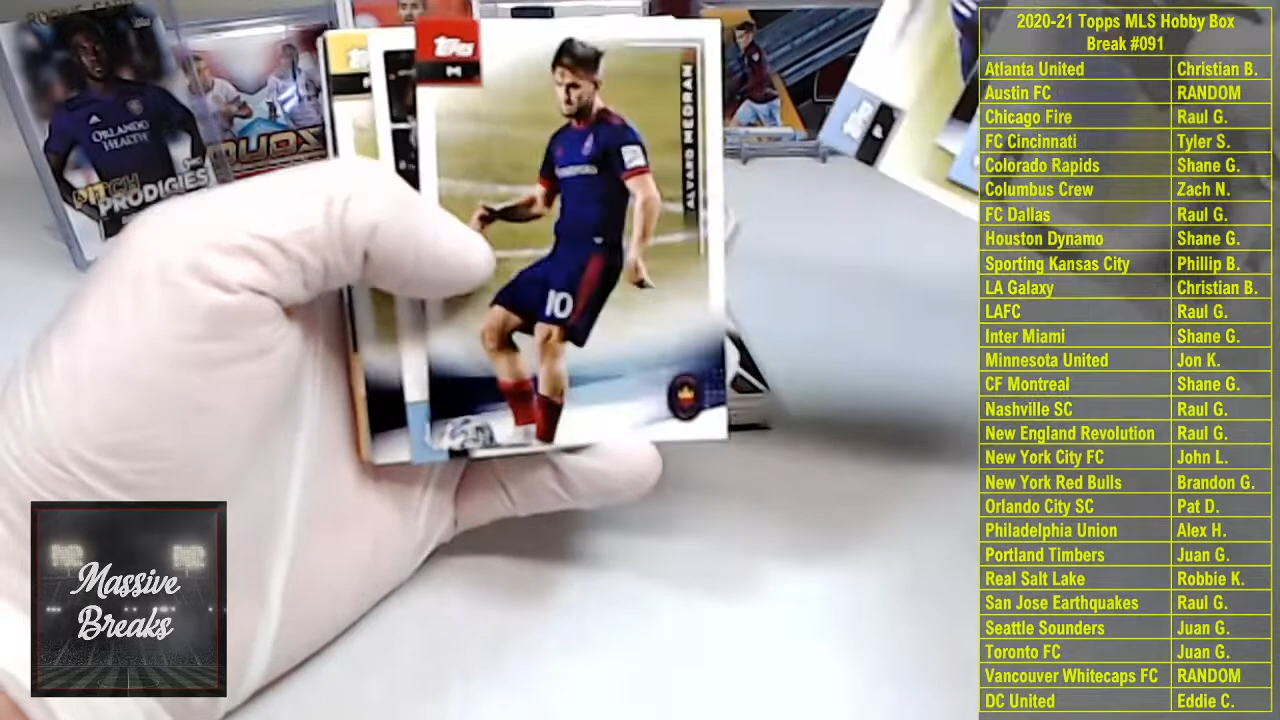 ORLANDO
HEALTH
PITCH
PRODIGIES
DUOS
Topps
M
ALVARO MEDRAN
10
Massive
Breaks
2020-21 Topps MLS Hobby Box
Break #091
Atlanta United Christian B.
Austin FC RANDOM
Chicago Fire Raul G.
FC Cincinnati Tyler S.
Colorado Rapids Shane G.
Columbus Crew Zach N.
FC Dallas Raul G.
Houston Dynamo Shane G.
Sporting Kansas City Phillip B.
LA Galaxy Christian B.
LAFC Raul G.
Inter Miami Shane G.
Minnesota United Jon K.
CF Montreal Shane G.
Nashville SC Raul G.
New England Revolution Raul G.
New York City FC John L.
New York Red Bulls Brandon G.
Orlando City SC Pat D.
Philadelphia Union Alex H.
Portland Timbers Juan G.
Real Salt Lake Robbie K.
San Jose Earthquakes Raul G.
Seattle Sounders Juan G.
Toronto FC Juan G.
Vancouver Whitecaps FC RANDOM
DC United Eddie C.